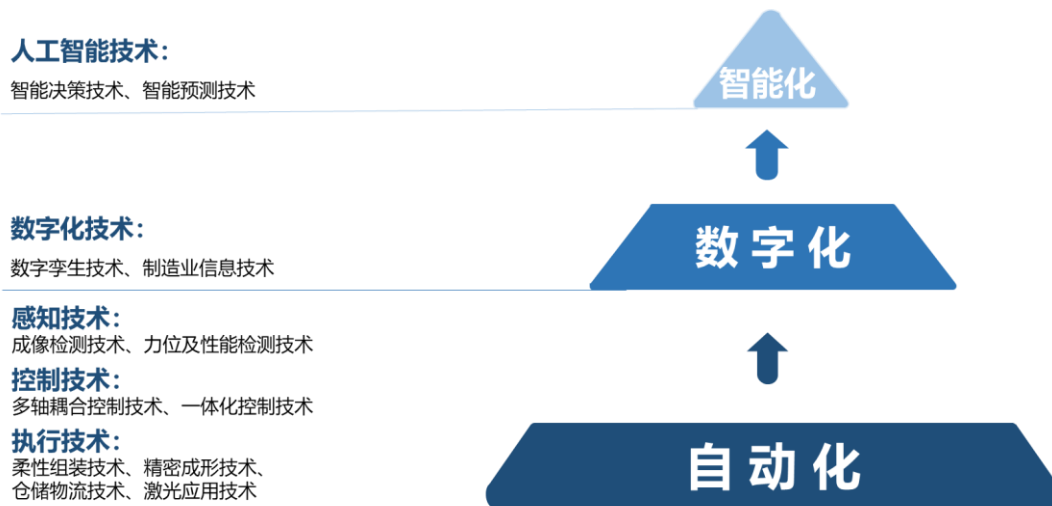 人工智能技术：
智能决策技术、智能预测技术
智能化
数字化技术：
数字孪生技术、制造业信息技术
数字化
感知技术：
成像检测技术、力位及性能检测技术
控制技术：
多轴耦合控制技术、一体化控制技术
执行技术：
柔性组装技术、精密成形技术、
仓储物流技术、激光应用技术
自动化